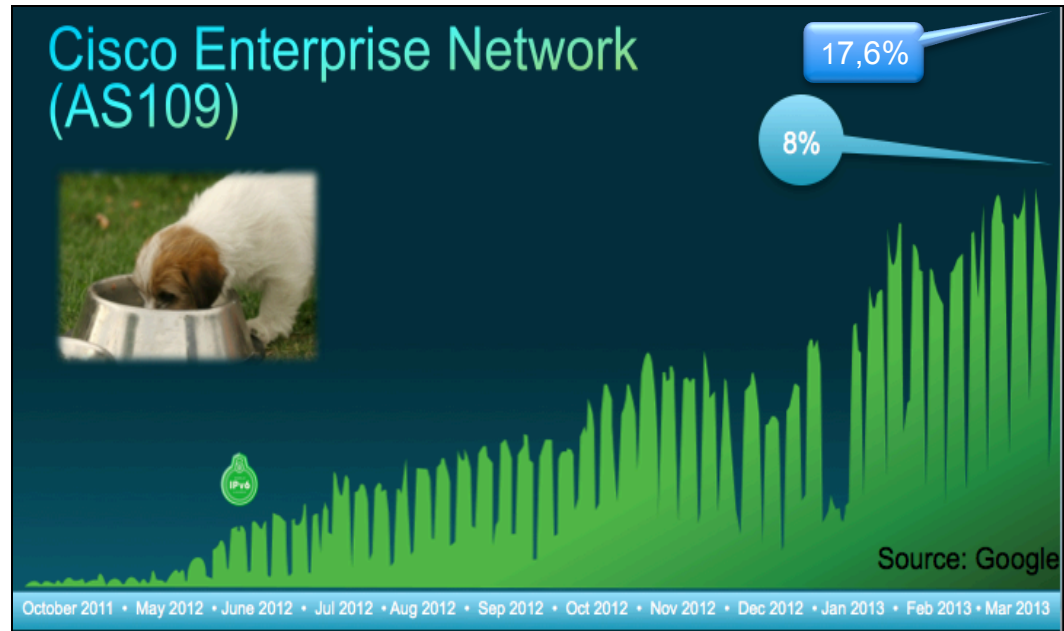 Cisco Enterprise Network
(AS109)
17,6%
8%
IPv6
Source: Google
October 2011 • May 2012 • June 2012 • Jul 2012 • Aug 2012 • Sep 2012 • Oct 2012 • Nov 2012 • Dec 2012 • Jan 2013 • Feb 2013 • Mar 2013